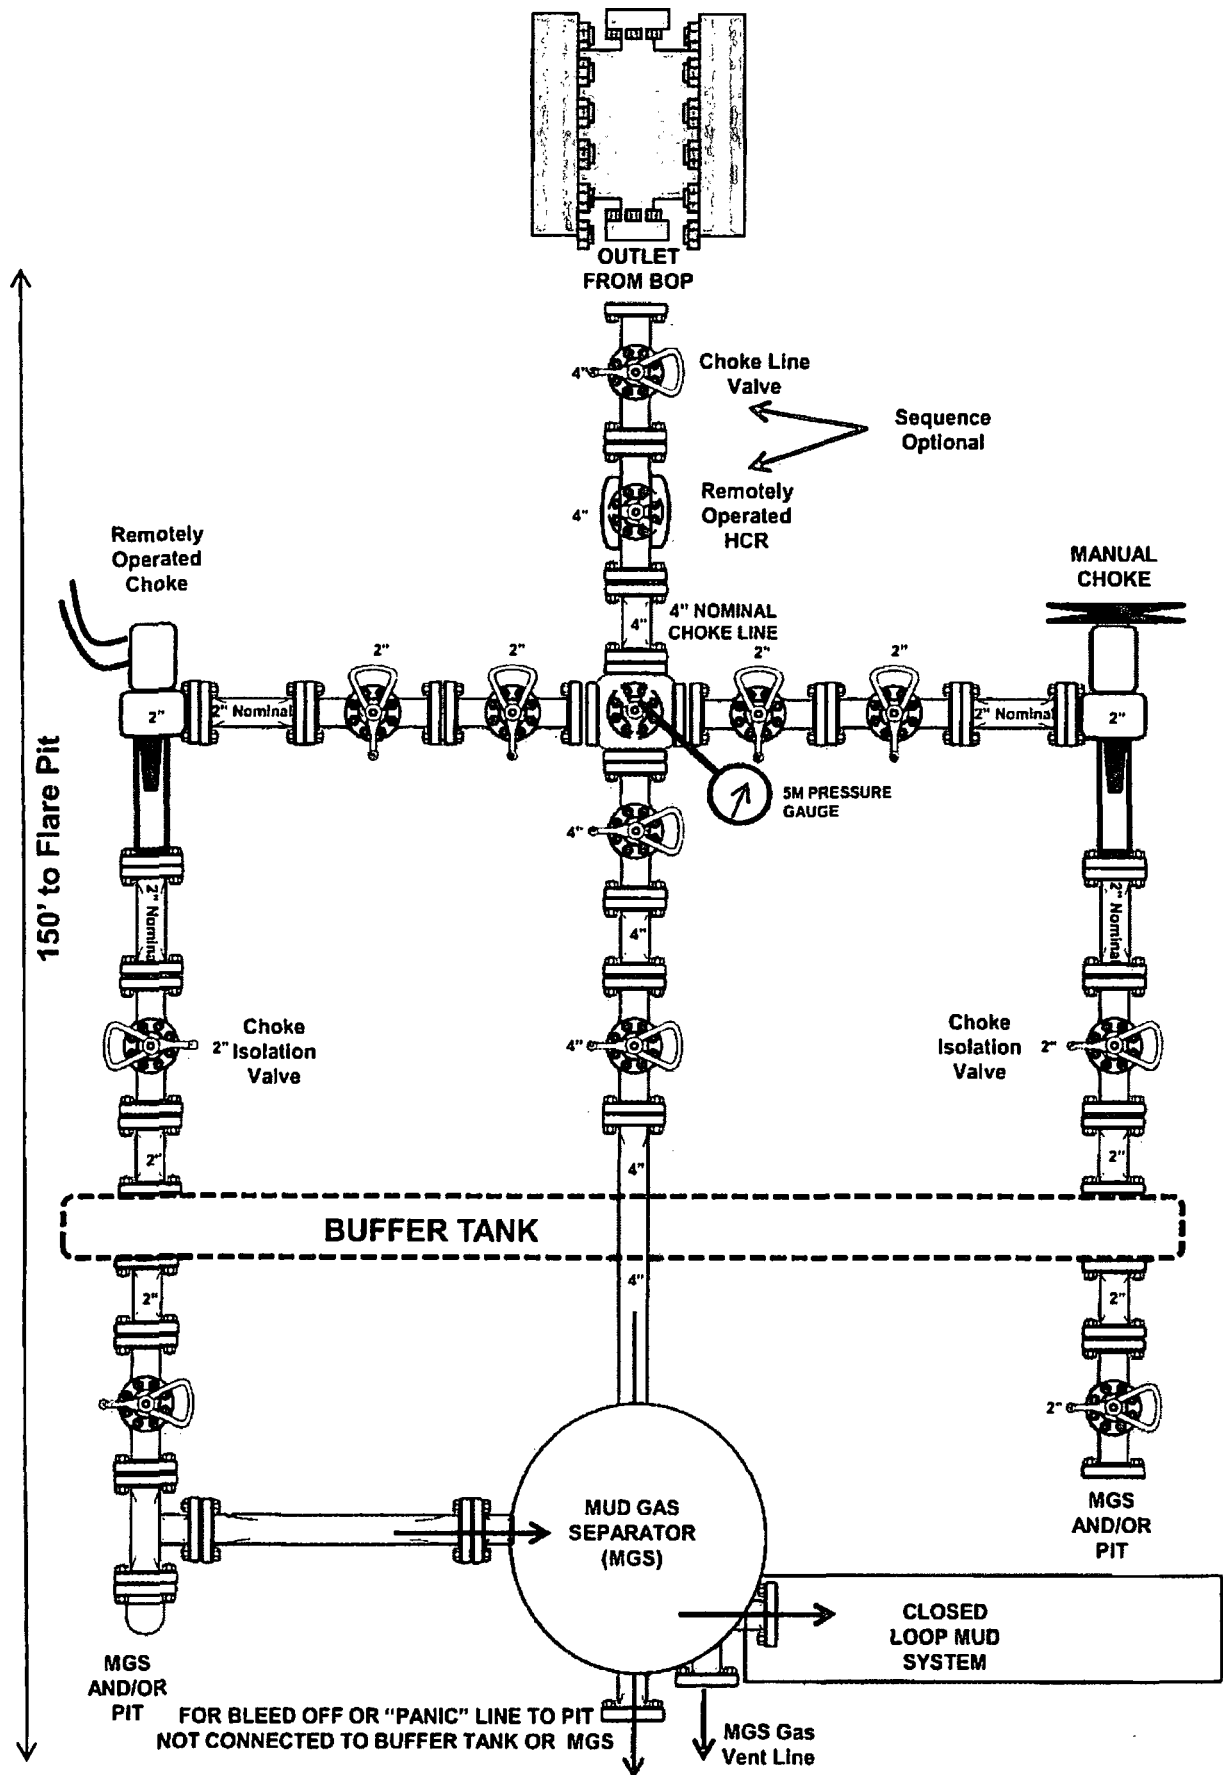 OUTLET
FROM BOP
4"
Choke Line
Valve
Sequence
Optional
4"
Remotely
Operated
HCR
Remotely
Operated
Choke
MANUAL
CHOKE
4"
4" NOMINAL
CHOKE LINE
2"
2"
2"
2"
2"
2" Nominal
2" Nominal
2"
5M PRESSURE
GAUGE
4"
150' to Flare Pit
2" Nominal
4"
2" Nominal
2"
Choke
Isolation
Valve
4"
Choke
Isolation
Valve
2"
2"
4"
2"
BUFFER TANK
4"
2"
2"
2"
MUD GAS
SEPARATOR
(MGS)
MGS
AND/OR
PIT
CLOSED
LOOP MUD
SYSTEM
MGS
AND/OR
PIT
FOR BLEED OFF OR "PANIC" LINE TO PIT
NOT CONNECTED TO BUFFER TANK OR MGS
MGS Gas
Vent Line